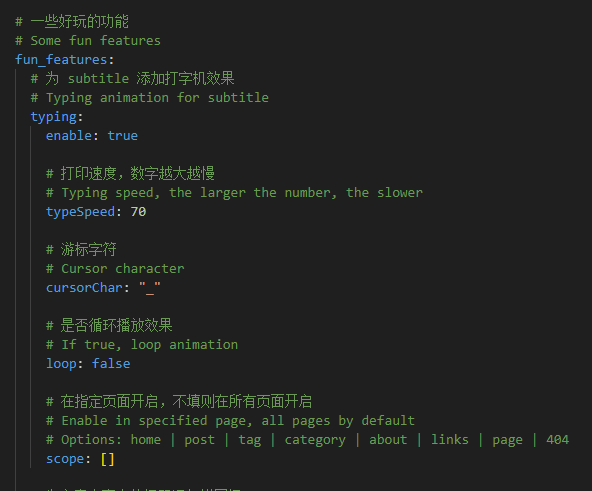 # 一些好玩的功能
# Some fun features
fun_features:
# 为 subtitle 添加打字机效果
# Typing animation for subtitle
typing:
enable: true
# 打印速度，数字越大越慢
# Typing speed, the larger the number, the slower
typeSpeed: 70
# 游标字符
# Cursor character
cursorChar: "_"
# 是否循环播放效果
# If true, loop animation
loop: false
# 在指定页面开启，不填则在所有页面开启
# Enable in specified page, all pages by default
# Options: home | post | tag | category | about | links | page | 404
scope: []